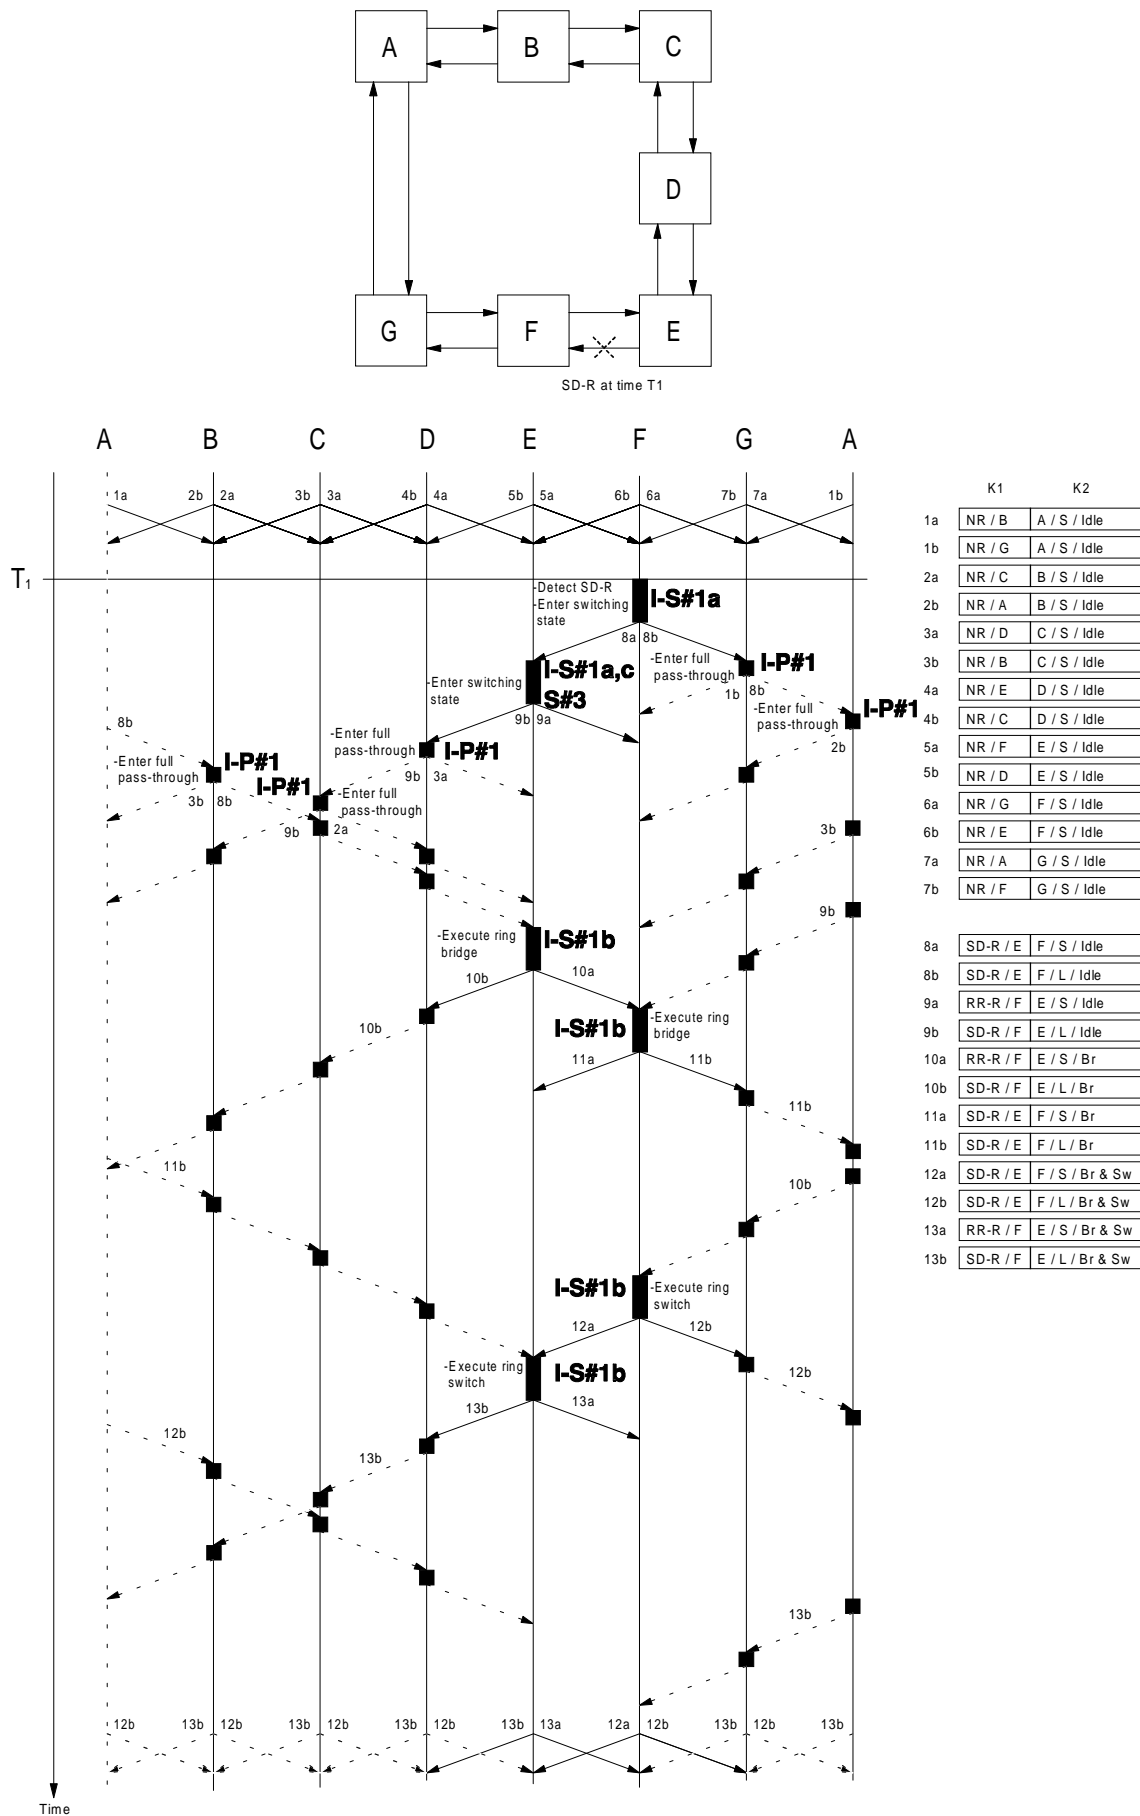 A
B
C
D
G
F
E
SD-R at time T1
A B C D E F G A
1a 2b 2a 3b 3a 4b 4a 5b 5a 6b 6a 7b 7a 1b
T1
-Detect SD-R
-Enter switching
state
I-S#1a
8a 8b
-Enter full
pass-through
I-P#1
I-S#1a,c
S#3
-Enter switching
state
1b 8b
-Enter full
pass-through
I-P#1
9b 9a
8b
-Enter full
pass-through
I-P#1
2b
-Enter full
pass-through
I-P#1
9b 3a
I-P#1
-Enter full
pass-through
3b 8b
9b 2a
3b
9b
-Execute ring
bridge
I-S#1b
10b 10a
I-S#1b
-Execute ring
bridge
10b
11a 11b
11b
11b
10b
I-S#1b
-Execute ring
switch
12a 12b
-Execute ring
switch
I-S#1b
12b
13b 13a
12b
13b
13b
12b 13b 12b 13b 12b 13b 12b 13b 13a 12a 12b 13b 12b 13b
Time
K1 K2
1a NR / B A / S / Idle
1b NR / G A / S / Idle
2a NR / C B / S / Idle
2b NR / A B / S / Idle
3a NR / D C / S / Idle
3b NR / B C / S / Idle
4a NR / E D / S / Idle
4b NR / C D / S / Idle
5a NR / F E / S / Idle
5b NR / D E / S / Idle
6a NR / G F / S / Idle
6b NR / E F / S / Idle
7a NR / A G / S / Idle
7b NR / F G / S / Idle
8a SD-R / E F / S / Idle
8b SD-R / E F / L / Idle
9a RR-R / F E / S / Idle
9b SD-R / F E / L / Idle
10a RR-R / F E / S / Br
10b SD-R / F E / L / Br
11a SD-R / E F / S / Br
11b SD-R / E F / L / Br
12a SD-R / E F / S / Br & Sw
12b SD-R / E F / L / Br & Sw
13a RR-R / F E / S / Br & Sw
13b SD-R / F E / L / Br & Sw